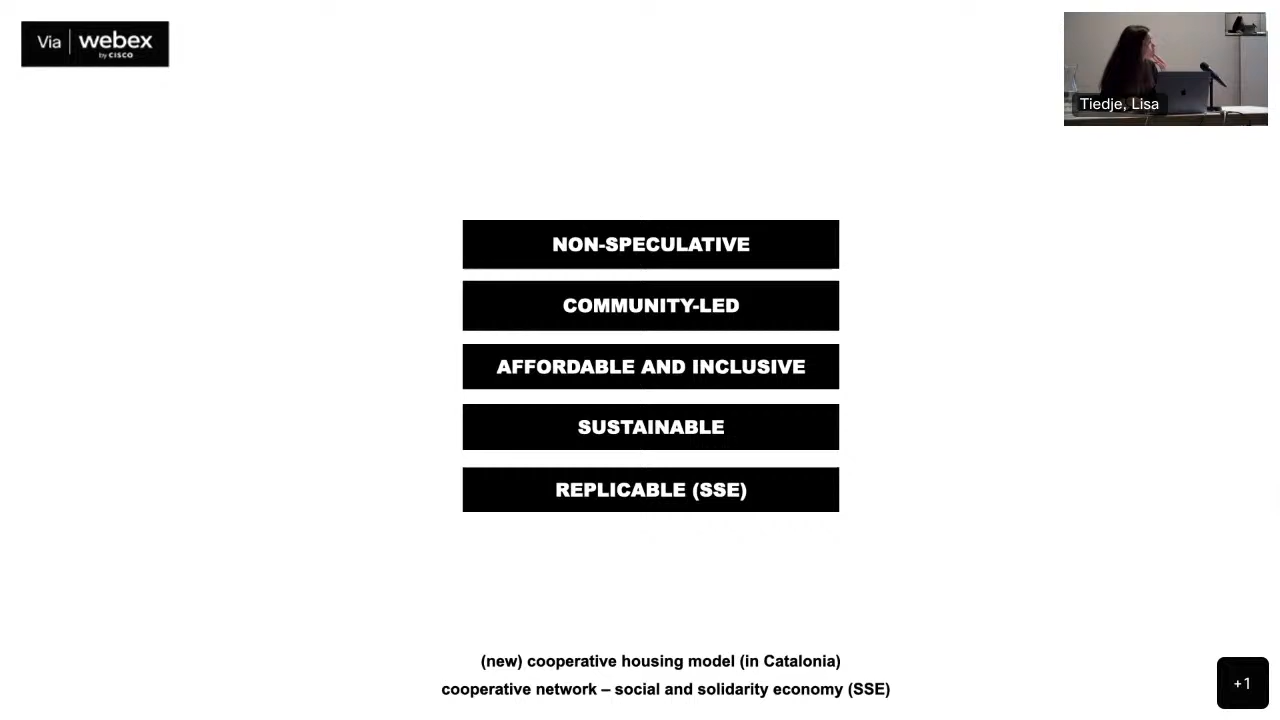 Via | webex
by CISCO
Tiedje, Lisa
NON-SPECULATIVE
COMMUNITY-LED
AFFORDABLE AND INCLUSIVE
SUSTAINABLE
REPLICABLE (SSE)
(new) cooperative housing model (in Catalonia)
cooperative network – social and solidarity economy (SSE)
+1